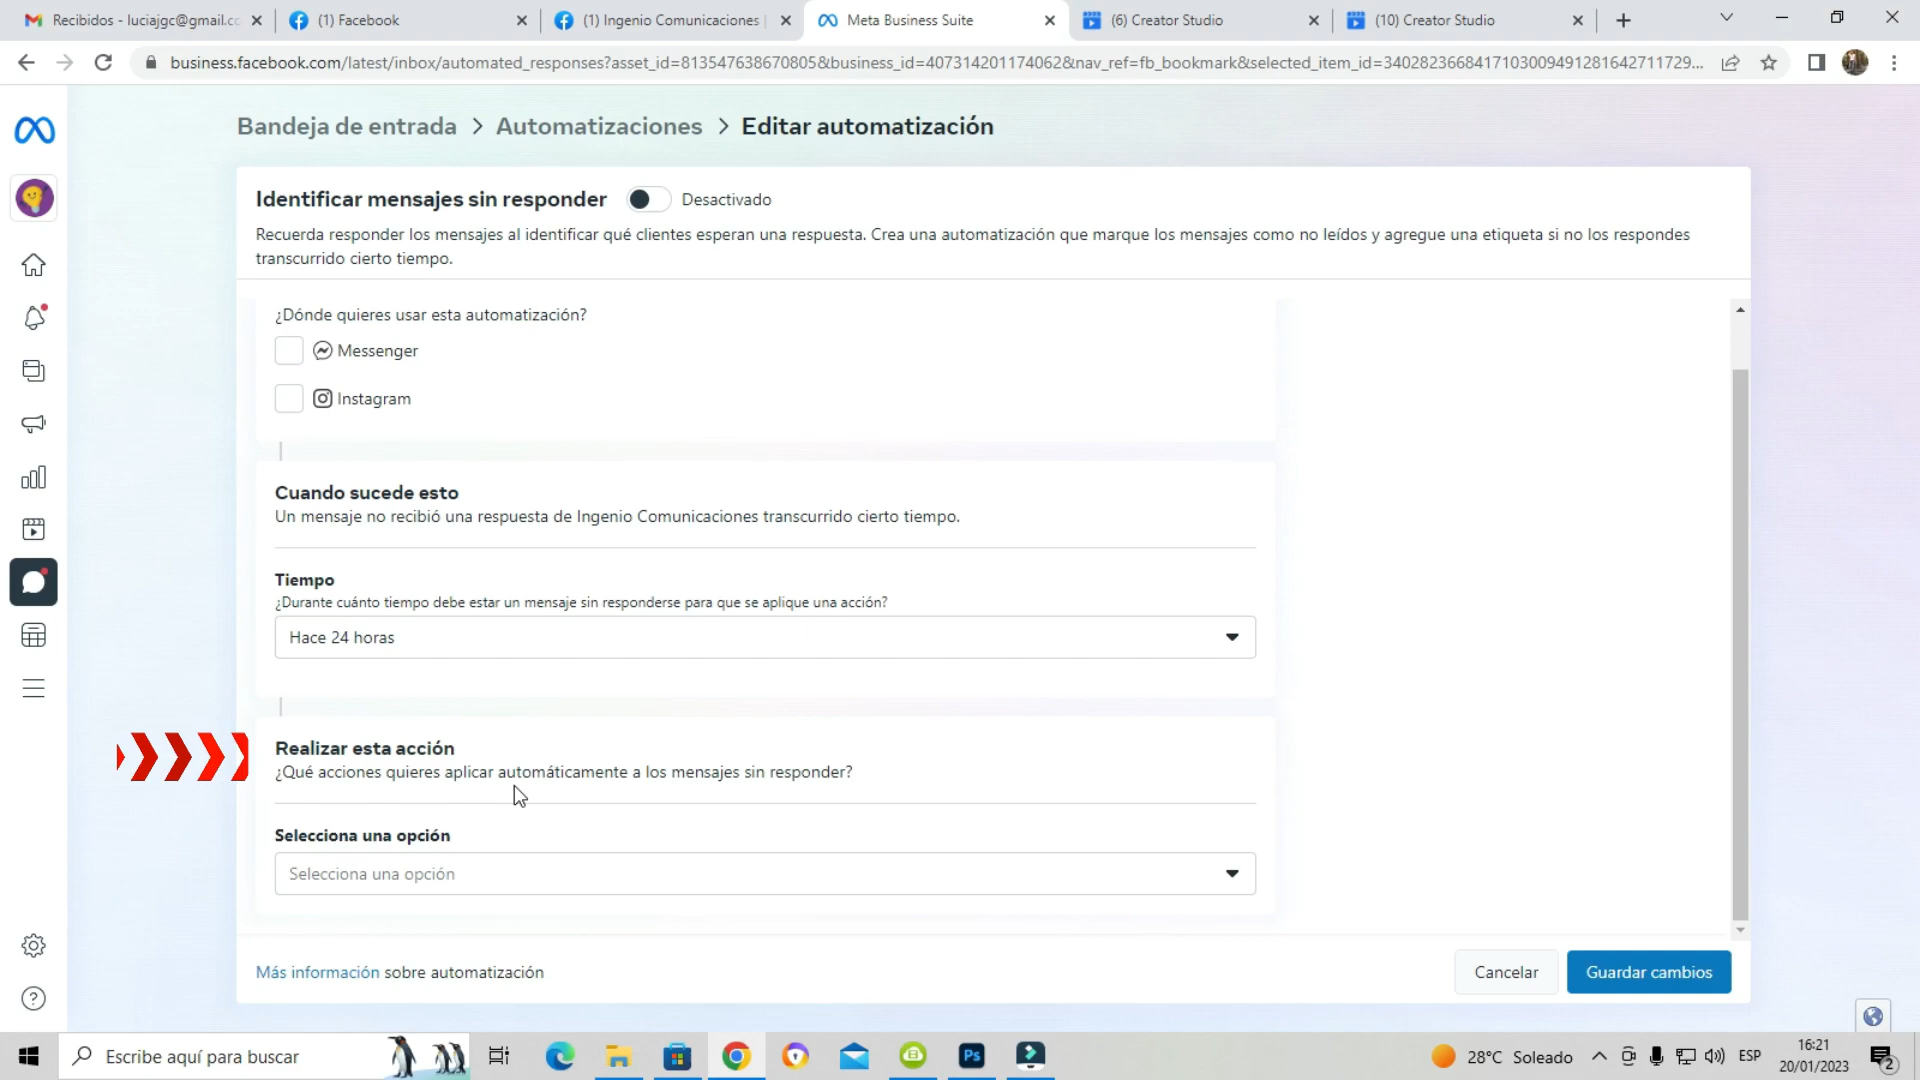 Recibidos - luciajgc@gmail.c
(1) Facebook
(1) Ingenio Comunicaciones |
Meta Business Suite
(6) Creator Studio
(10) Creator Studio
business.facebook.com/latest/inbox/automated_responses?asset_id=813547638670805&business_id=407314201174062&nav_ref=fb_bookmark&selected_item_id=340282366841710300949128164271172​9...
Bandeja de entrada > Automatizaciones > Editar automatización
Identificar mensajes sin responder Desactivado
Recuerda responder los mensajes al identificar qué clientes esperan una respuesta. Crea una automatización que marque los mensajes como no leídos y agregue una etiqueta si no los respondes
transcurrido cierto tiempo.
¿Dónde quieres usar esta automatización?
Messenger
Instagram
Cuando sucede esto
Un mensaje no recibió una respuesta de Ingenio Comunicaciones transcurrido cierto tiempo.
Tiempo
¿Durante cuánto tiempo debe estar un mensaje sin responderse para que se aplique una acción?
Hace 24 horas
Realizar esta acción
¿Qué acciones quieres aplicar automáticamente a los mensajes sin responder?
Selecciona una opción
Selecciona una opción
Más información sobre automatización
Cancelar
Guardar cambios
Escribe aquí para buscar
Ps
28°C Soleado
ESP
16:21
20/01/2023
2